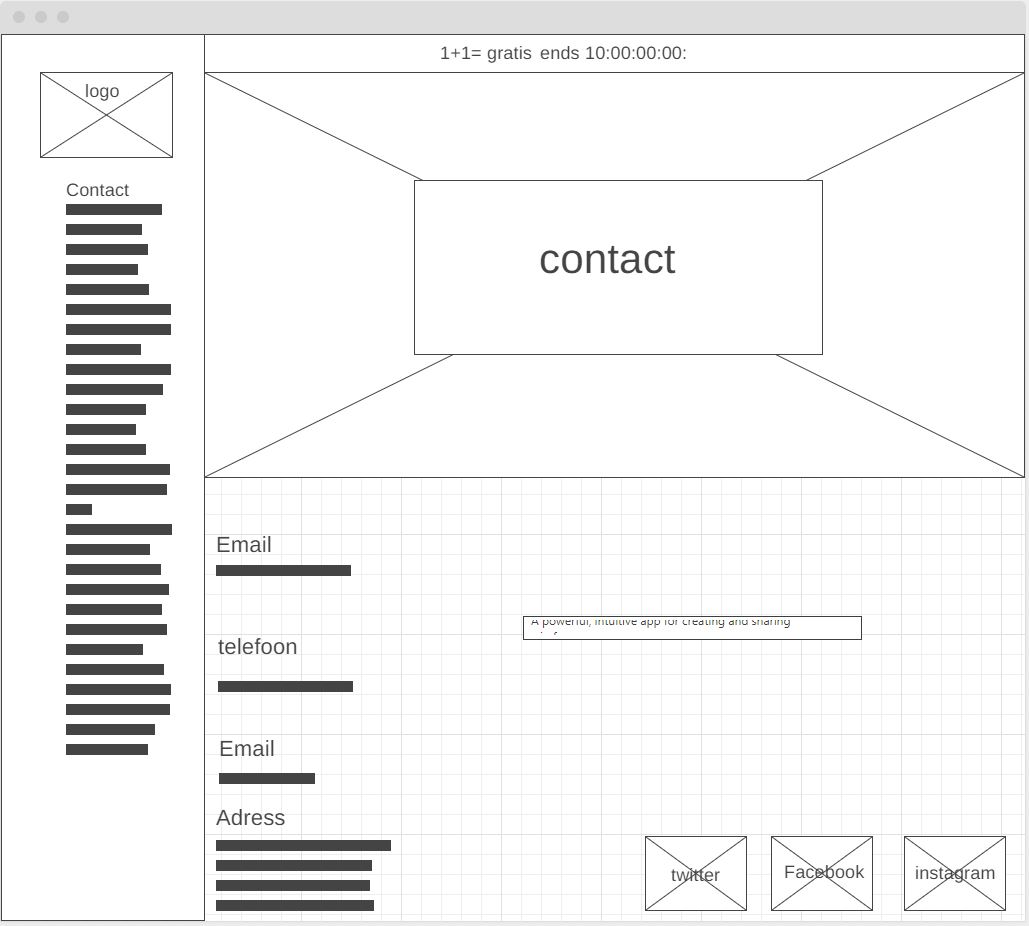 1+1= gratis ends 10:00:00:00:
logo
Contact
contact
Email
A powerful, intuitive app for creating and sharing
telefoon
Email
Adress
twitter
Facebook
instagram